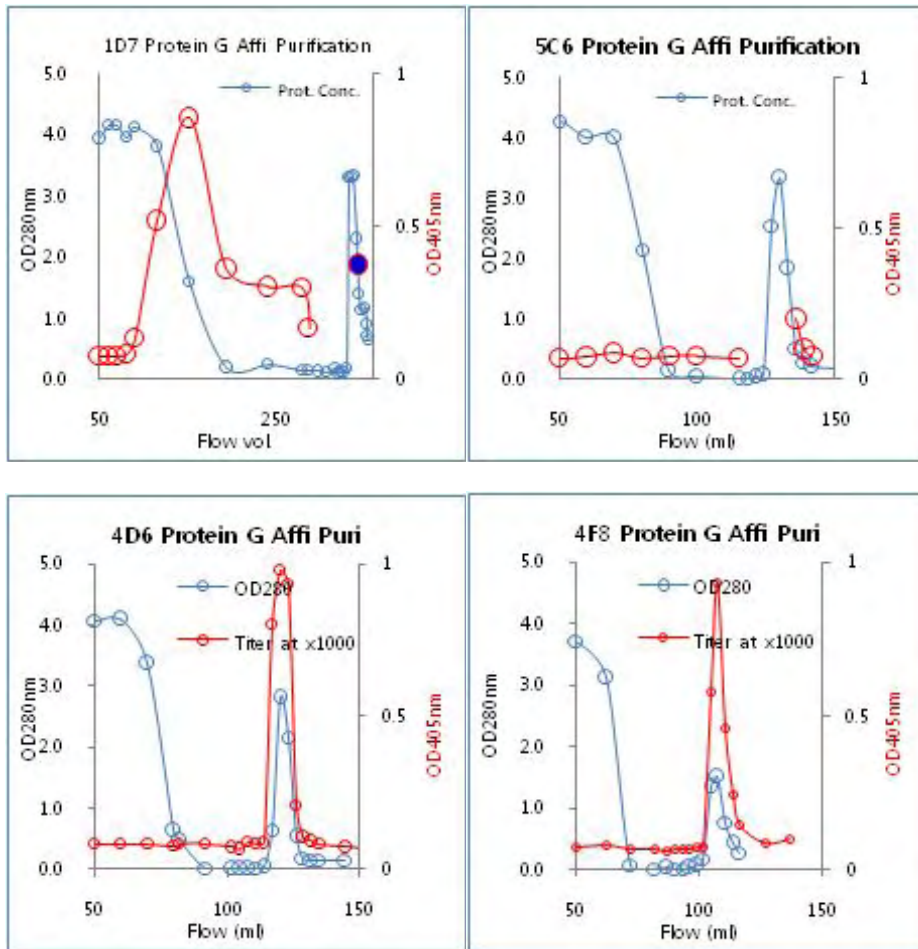 1D7 Protein G Affi Purification
Prot. Conc.
5.0
4.0
3.0
2.0
1.0
0.0
OD280nm
1
0.5
0
OD405nm
50
250
Flow vol
5C6 Protein G Affi Purification
Prot. Conc.
5.0
4.0
3.0
2.0
1.0
0.0
OD280nm
1
0.5
0
OD405nm
50
100
150
Flow (ml)
4D6 Protein G Affi Puri
OD280
Titer at x1000
5.0
4.0
3.0
2.0
1.0
0.0
OD280nm
1
0.5
0
OD405nm
50
100
150
Flow (ml)
4F8 Protein G Affi Puri
OD280
Titer at x1000
5.0
4.0
3.0
2.0
1.0
0.0
OD280nm
1
0.5
0
OD405nm
50
100
150
Flow (ml)